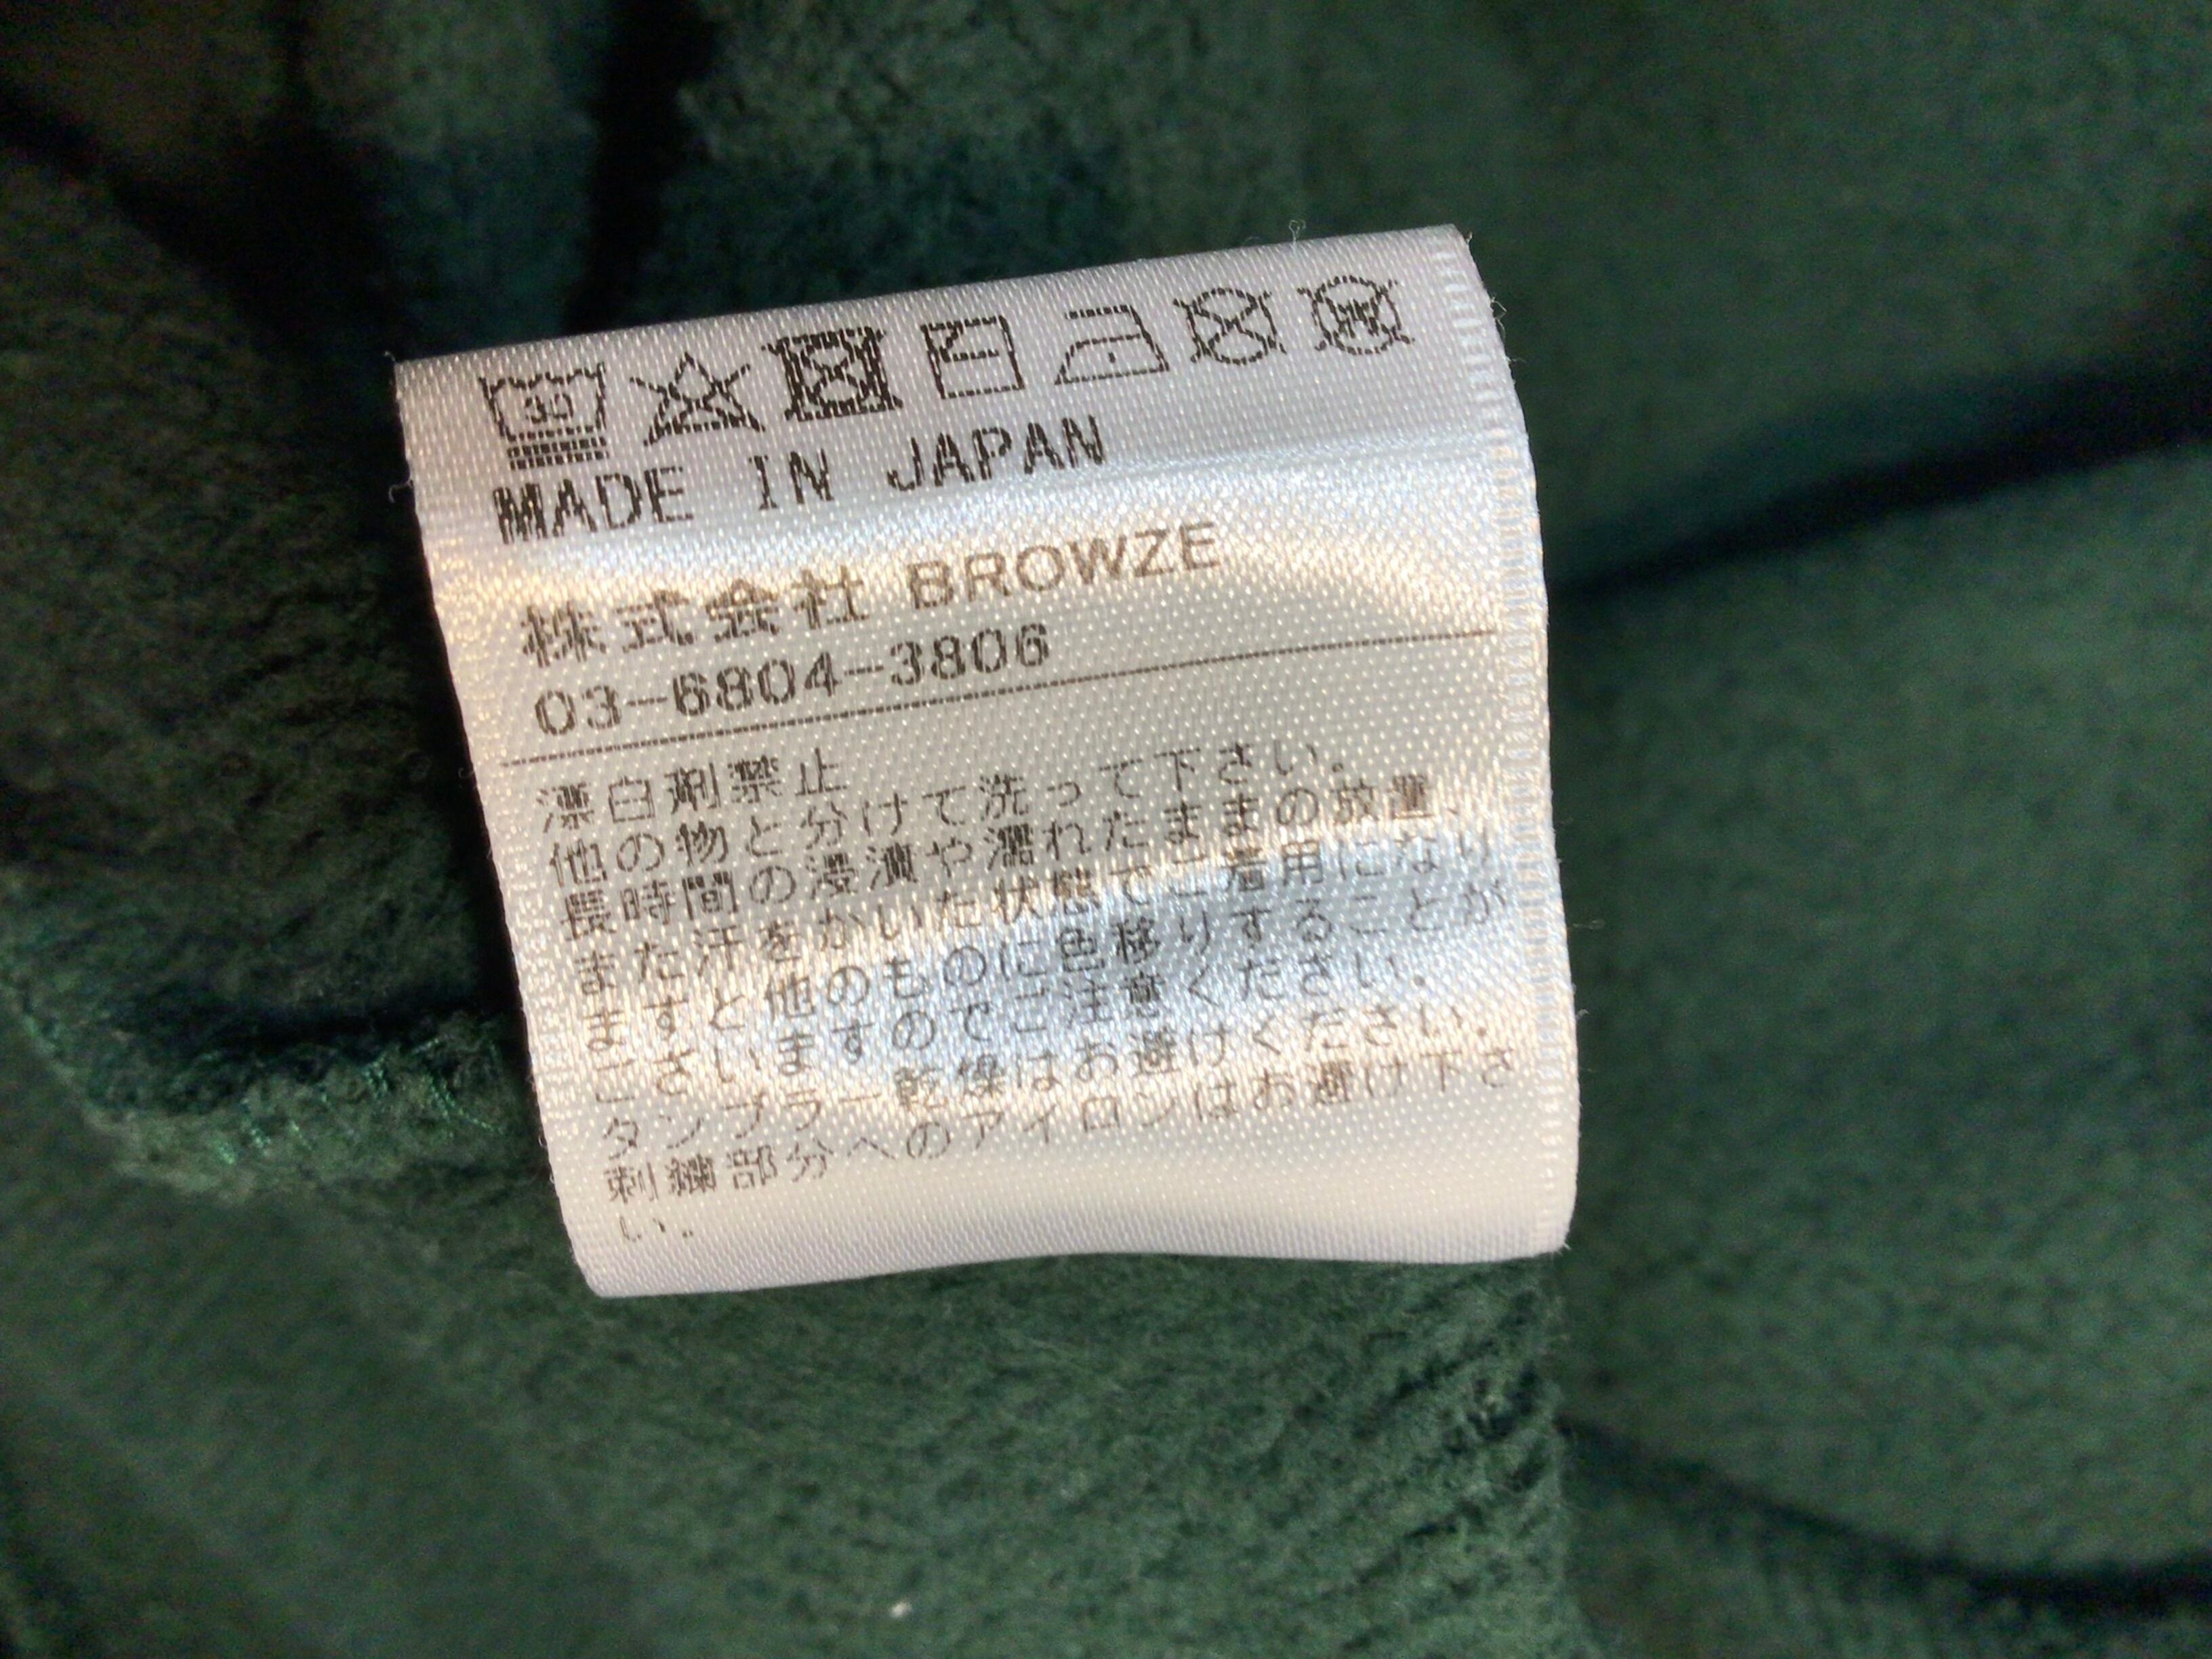 30
MADE IN JAPAN
株式会社 BROWZE
03-6804-3806
漂白剤禁止
他の物と分けて洗って下さい。
長時間の浸漬や濡れたままの放置、
また汗をかいた状態でご着用になり
ますと他のものに色移りすることが
ございますのでご注意ください。
タンブラー乾燥はお避けください。
刺繍部分へのアイロンはお避け下さ
い。